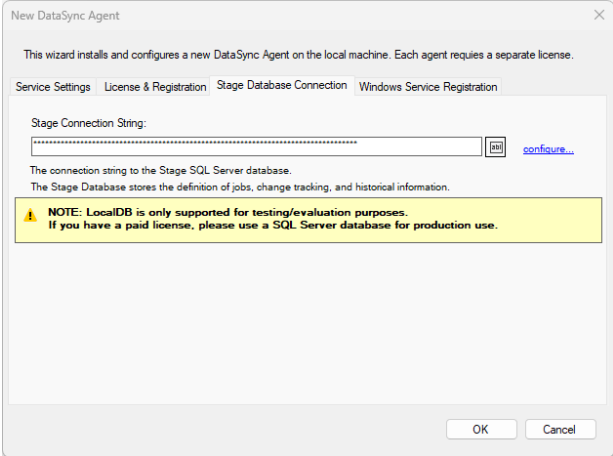 New DataSync Agent
This wizard installs and configures a new DataSync Agent on the local machine. Each agent requies a separate license.
Service Settings License & Registration Stage Database Connection Windows Service Registration
Stage Connection String:
********************************************************************************
abl configure...
The connection string to the Stage SQL Server database.
The Stage Database stores the definition of jobs, change tracking, and historical information.
NOTE: LocalDB is only supported for testing/evaluation purposes.
If you have a paid license, please use a SQL Server database for production use.
OK Cancel